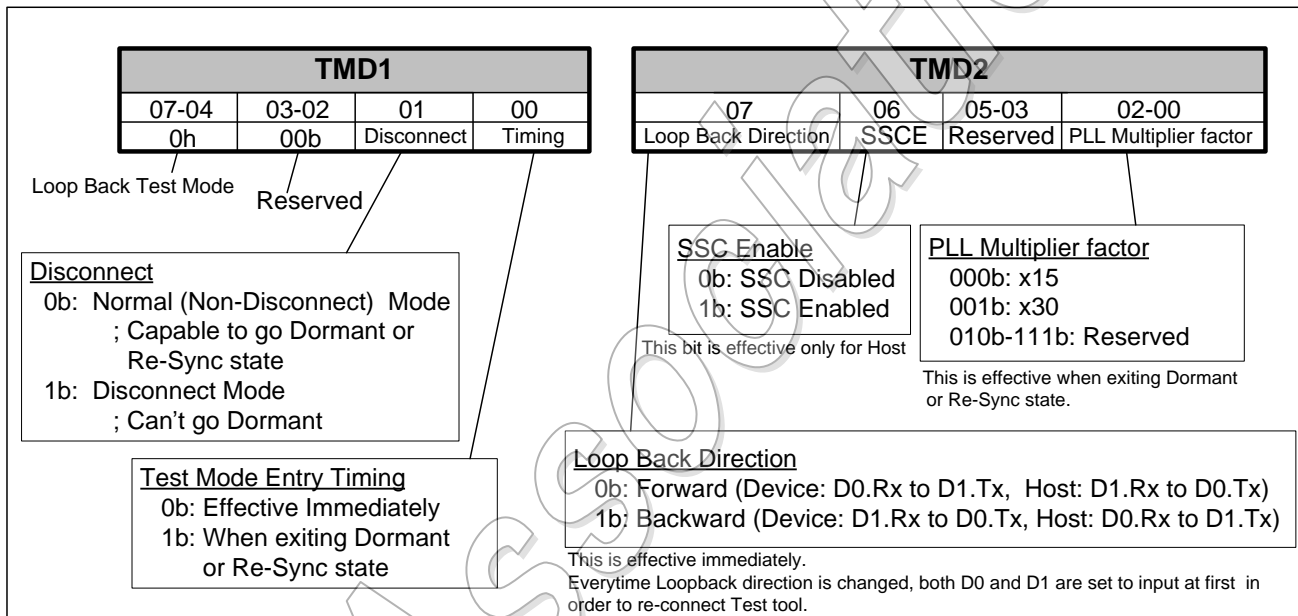 TMD1
07-04 03-02 01 00
0h 00b Disconnect Timing
Loop Back Test Mode
Reserved
Disconnect
0b: Normal (Non-Disconnect) Mode
; Capable to go Dormant or
Re-Sync state
1b: Disconnect Mode
; Can't go Dormant
Test Mode Entry Timing
0b: Effective Immediately
1b: When exiting Dormant
or Re-Sync state
TMD2
07 06 05-03 02-00
Loop Back Direction SSCE Reserved PLL Multiplier factor
SSC Enable
0b: SSC Disabled
1b: SSC Enabled
This bit is effective only for Host
PLL Multiplier factor
000b: x15
001b: x30
010b-111b: Reserved
This is effective when exiting Dormant
or Re-Sync state.
Loop Back Direction
0b: Forward (Device: D0.Rx to D1.Tx, Host: D1.Rx to D0.Tx)
1b: Backward (Device: D1.Rx to D0.Tx, Host: D0.Rx to D1.Tx)
This is effective immediately.
Everytime Loopback direction is changed, both D0 and D1 are set to input at first in
order to re-connect Test tool.
Associatio